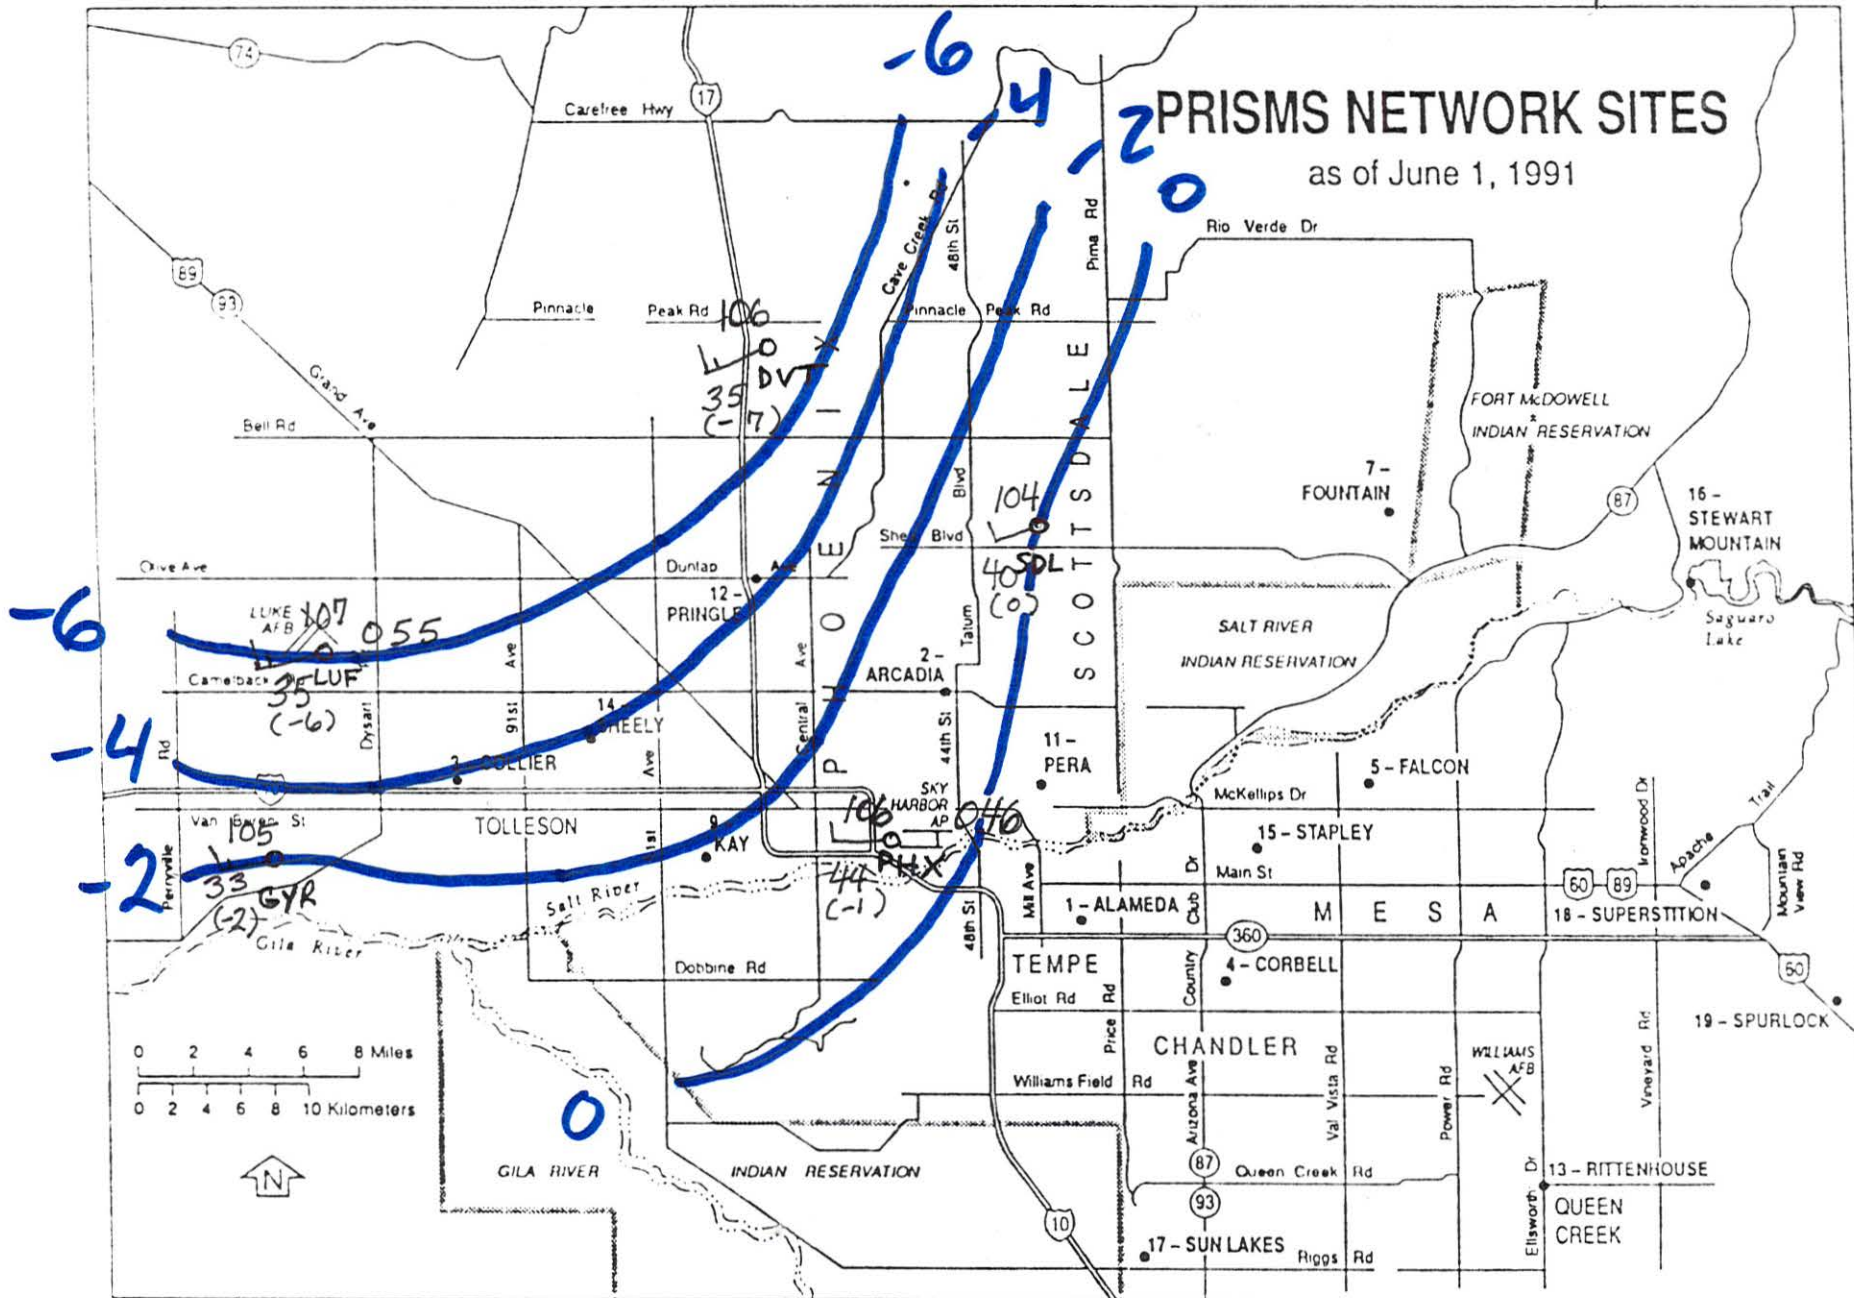 -6
-4
-2
0
PRISMS NETWORK SITES
as of June 1, 1991
74
17
Carefree Hwy
Cave Creek Rd
48th St
Pima Rd
Rio Verde Dr
89
93
Pinnacle
Peak Rd
106
Pinnacle Peak Rd
DVT
35
(-7)
Grand Ave
Bell Rd
PHOENIX
SCOTTSDALE
FORT McDOWELL
INDIAN RESERVATION
7 -
FOUNTAIN
87
16 -
STEWART
MOUNTAIN
Blvd
104
Shea Blvd
SDL
40
(0)
Olive Ave
Dunlap Ave
12 -
PRINGLE
-6
LUKE
AFB
107
055
LUF
Camelback
35
(-6)
Dysart
91st Ave
Central Ave
Tatum
2 -
ARCADIA
SALT RIVER
INDIAN RESERVATION
Saguaro
Lake
-4
Rd
14 -
SHEELY
3 - COLLIER
Ave
44th St
11 -
PERA
5 - FALCON
McKellips Dr
Ironwood Dr
Trail
Apache
Van Buren St
TOLLESON
9 -
KAY
106
SKY
HARBOR
AP
046
PHX
44
(-1)
15 - STAPLEY
Main St
-2
Perryville
105
33
(-2)
GYR
Gila River
Salt River
51st
48th St
Mill Ave
1 - ALAMEDA
Country Club Dr
MESA
60
89
18 - SUPERSTITION
Mountain
View Rd
360
60
Dobbine Rd
TEMPE
4 - CORBELL
Elliot Rd
Price Rd
19 - SPURLOCK
0 2 4 6 8 Miles
0 2 4 6 8 10 Kilometers
CHANDLER
WILLIAMS
AFB
Williams Field Rd
Arizona Ave
Val Vista Rd
Power Rd
Vineyard Rd
0
N
GILA RIVER
INDIAN RESERVATION
87
93
Queen Creek Rd
Ellsworth Dr
13 - RITTENHOUSE
QUEEN
CREEK
10
17 - SUN LAKES
Riggs Rd